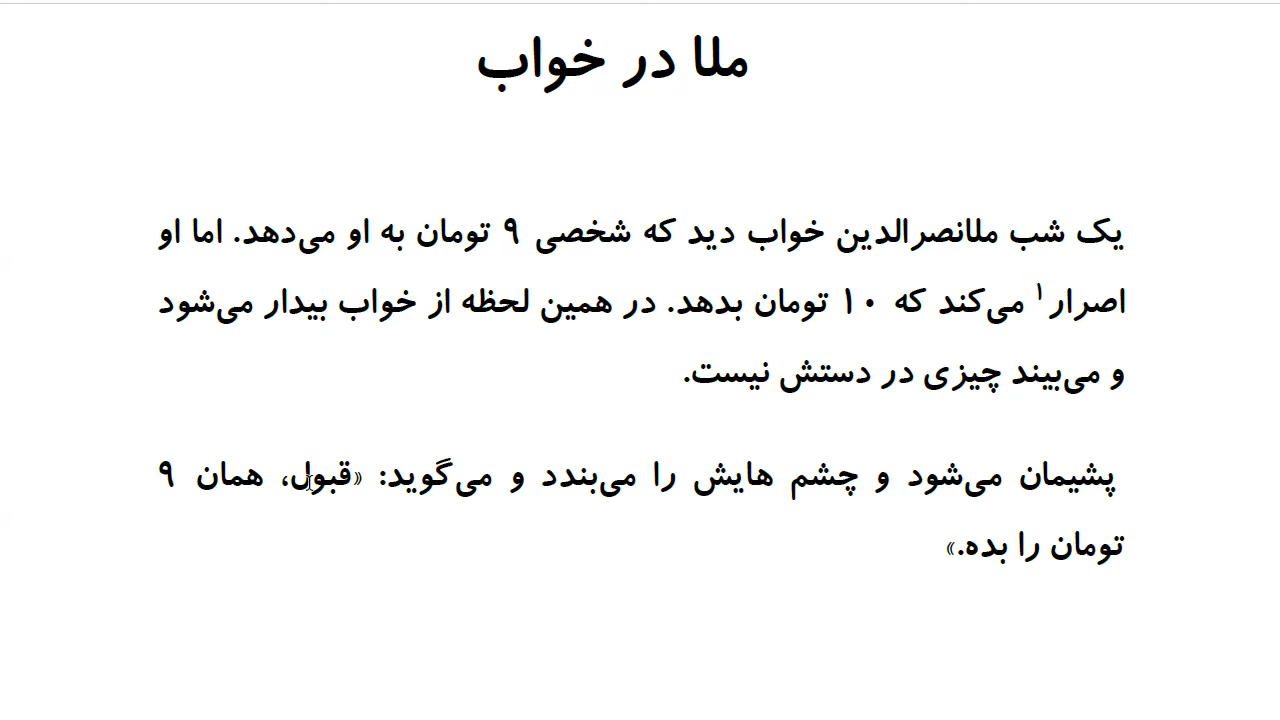 ملا در خواب
یک شب ملانصرالدین خواب دید که شخصی ۹ تومان به او می‌دهد. اما او
اصرار۱ می‌کند که ۱۰ تومان بدهد. در همین لحظه از خواب بیدار می‌شود
و می‌بیند چیزی در دستش نیست.
پشیمان می‌شود و چشم هایش را می‌بندد و می‌گوید: «قبول، همان ۹
تومان را بده.»